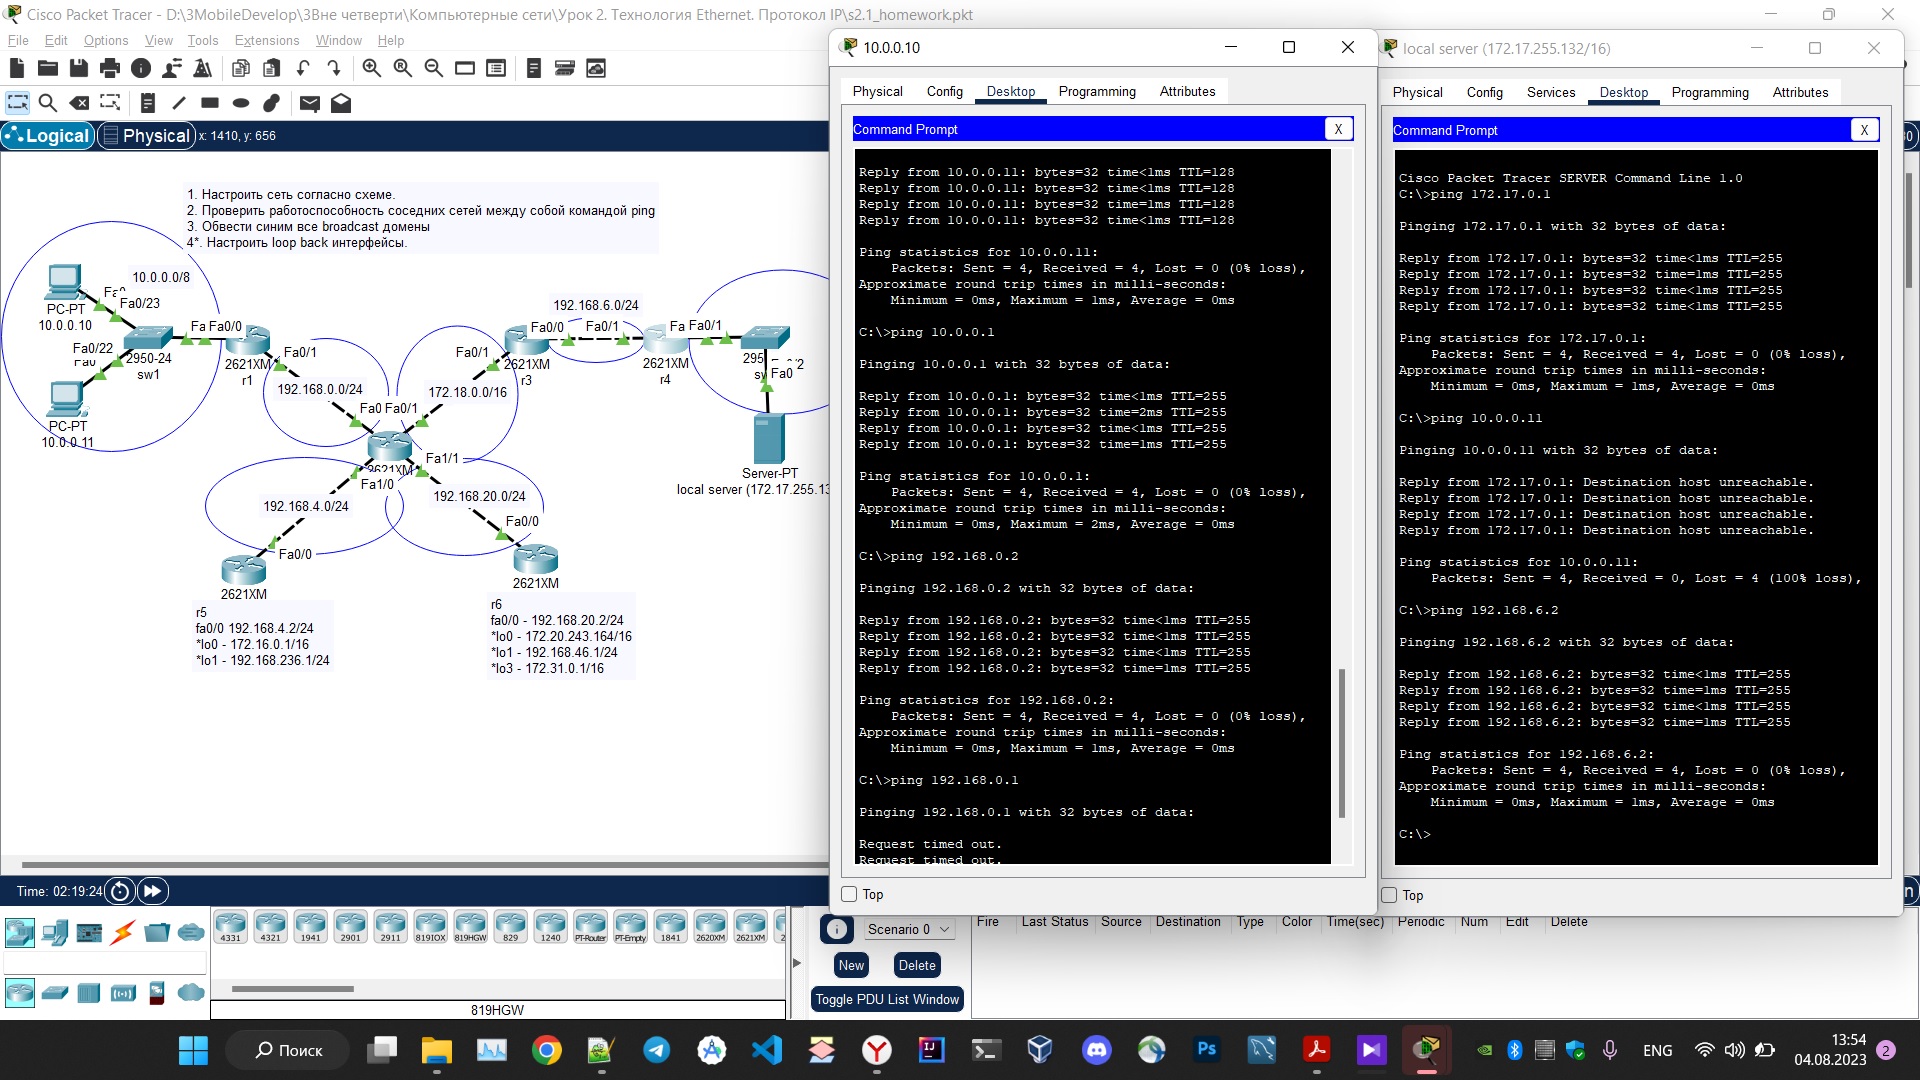 Cisco Packet Tracer - D:\3MobileDevelop\3Вне четверти\Компьютерные сети\Урок 2. Технология Ethernet. Протокол IP\s2.1_homework.pkt
File Edit Options View Tools Extensions Window Help
Logical Physical x: 1410, y: 656
1. Настроить сеть согласно схеме.
2. Проверить работоспособность соседних сетей между собой командой ping
3. Обвести синим все broadcast домены
4*. Настроить loop back интерфейсы.
10.0.0.0/8
Fa0/23
PC-PT
10.0.0.10
Fa0/22
2950-24
sw1
PC-PT
10.0.0.11
Fa Fa0/0
2621XM
r1
Fa0/1
192.168.0.0/24
Fa0 Fa0/1
172.18.0.0/16
Fa0/1
Fa0/0
2621XM
r3
192.168.6.0/24
Fa0/1
2621XM
r4
Fa Fa0/1
Fa0
Server-PT
local server (172.17.255.13
2621XM
Fa1/1
Fa1/0
192.168.4.0/24
192.168.20.0/24
Fa0/0
Fa0/0
2621XM
2621XM
r5
fa0/0 192.168.4.2/24
*lo0 - 172.16.0.1/16
*lo1 - 192.168.236.1/24
r6
fa0/0 - 192.168.20.2/24
*lo0 - 172.20.243.164/16
*lo1 - 192.168.46.1/24
*lo3 - 172.31.0.1/16
Time: 02:19:24
4331 4321 1941 2901 2911 819IOX 819HGW 829 1240 PT-Router PT-Empty 1841 2620XM 2621XM
819HGW
10.0.0.10
Physical Config Desktop Programming Attributes
Command Prompt X
Reply from 10.0.0.11: bytes=32 time<1ms TTL=128
Reply from 10.0.0.11: bytes=32 time<1ms TTL=128
Reply from 10.0.0.11: bytes=32 time=1ms TTL=128
Reply from 10.0.0.11: bytes=32 time<1ms TTL=128
Ping statistics for 10.0.0.11:
Packets: Sent = 4, Received = 4, Lost = 0 (0% loss),
Approximate round trip times in milli-seconds:
Minimum = 0ms, Maximum = 1ms, Average = 0ms
C:\>ping 10.0.0.1
Pinging 10.0.0.1 with 32 bytes of data:
Reply from 10.0.0.1: bytes=32 time<1ms TTL=255
Reply from 10.0.0.1: bytes=32 time=2ms TTL=255
Reply from 10.0.0.1: bytes=32 time<1ms TTL=255
Reply from 10.0.0.1: bytes=32 time=1ms TTL=255
Ping statistics for 10.0.0.1:
Packets: Sent = 4, Received = 4, Lost = 0 (0% loss),
Approximate round trip times in milli-seconds:
Minimum = 0ms, Maximum = 2ms, Average = 0ms
C:\>ping 192.168.0.2
Pinging 192.168.0.2 with 32 bytes of data:
Reply from 192.168.0.2: bytes=32 time<1ms TTL=255
Reply from 192.168.0.2: bytes=32 time<1ms TTL=255
Reply from 192.168.0.2: bytes=32 time<1ms TTL=255
Reply from 192.168.0.2: bytes=32 time=1ms TTL=255
Ping statistics for 192.168.0.2:
Packets: Sent = 4, Received = 4, Lost = 0 (0% loss),
Approximate round trip times in milli-seconds:
Minimum = 0ms, Maximum = 1ms, Average = 0ms
C:\>ping 192.168.0.1
Pinging 192.168.0.1 with 32 bytes of data:
Request timed out.
Request timed out.
Top
local server (172.17.255.132/16)
Physical Config Services Desktop Programming Attributes
Command Prompt X
Cisco Packet Tracer SERVER Command Line 1.0
C:\>ping 172.17.0.1
Pinging 172.17.0.1 with 32 bytes of data:
Reply from 172.17.0.1: bytes=32 time<1ms TTL=255
Reply from 172.17.0.1: bytes=32 time=1ms TTL=255
Reply from 172.17.0.1: bytes=32 time<1ms TTL=255
Reply from 172.17.0.1: bytes=32 time<1ms TTL=255
Ping statistics for 172.17.0.1:
Packets: Sent = 4, Received = 4, Lost = 0 (0% loss),
Approximate round trip times in milli-seconds:
Minimum = 0ms, Maximum = 1ms, Average = 0ms
C:\>ping 10.0.0.11
Pinging 10.0.0.11 with 32 bytes of data:
Reply from 172.17.0.1: Destination host unreachable.
Reply from 172.17.0.1: Destination host unreachable.
Reply from 172.17.0.1: Destination host unreachable.
Reply from 172.17.0.1: Destination host unreachable.
Ping statistics for 10.0.0.11:
Packets: Sent = 4, Received = 0, Lost = 4 (100% loss),
C:\>ping 192.168.6.2
Pinging 192.168.6.2 with 32 bytes of data:
Reply from 192.168.6.2: bytes=32 time<1ms TTL=255
Reply from 192.168.6.2: bytes=32 time=1ms TTL=255
Reply from 192.168.6.2: bytes=32 time<1ms TTL=255
Reply from 192.168.6.2: bytes=32 time=1ms TTL=255
Ping statistics for 192.168.6.2:
Packets: Sent = 4, Received = 4, Lost = 0 (0% loss),
Approximate round trip times in milli-seconds:
Minimum = 0ms, Maximum = 1ms, Average = 0ms
C:\>
Top
Scenario 0
New Delete
Toggle PDU List Window
Fire Last Status Source Destination Type Color Time(sec) Periodic Num Edit Delete
Поиск
ENG
13:54
04.08.2023
2